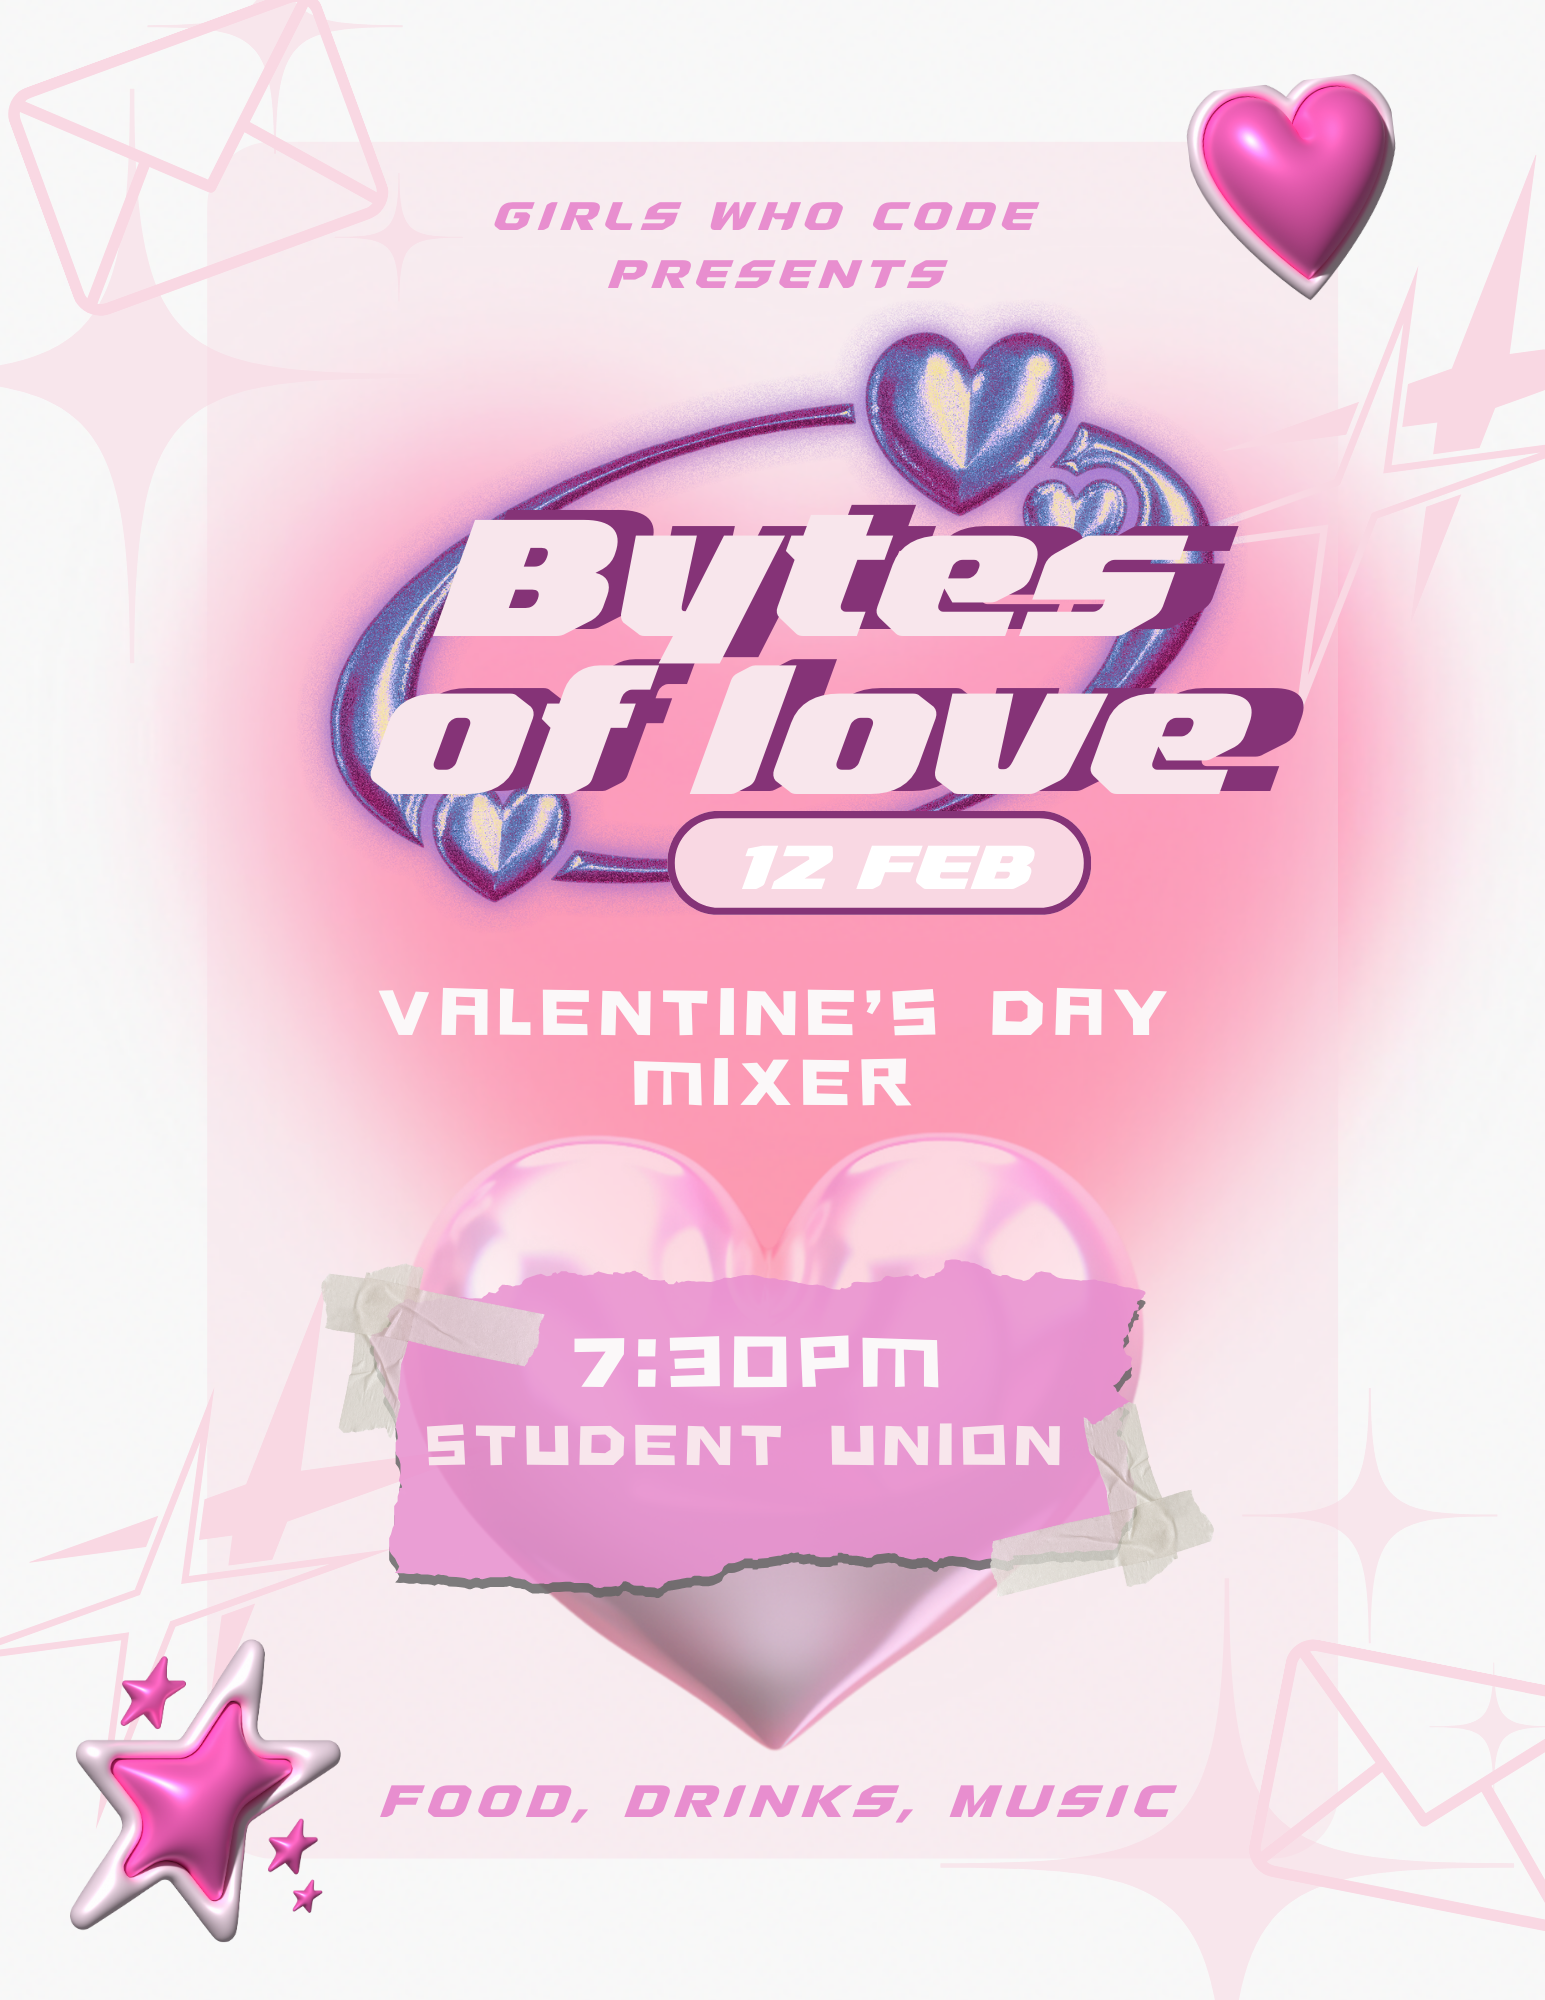 GIRLS WHO CODE
PRESENTS
Bytes
of love
12 FEB
VALENTINE'S DAY
MIXER
7:30PM
STUDENT UNION
FOOD, DRINKS, MUSIC